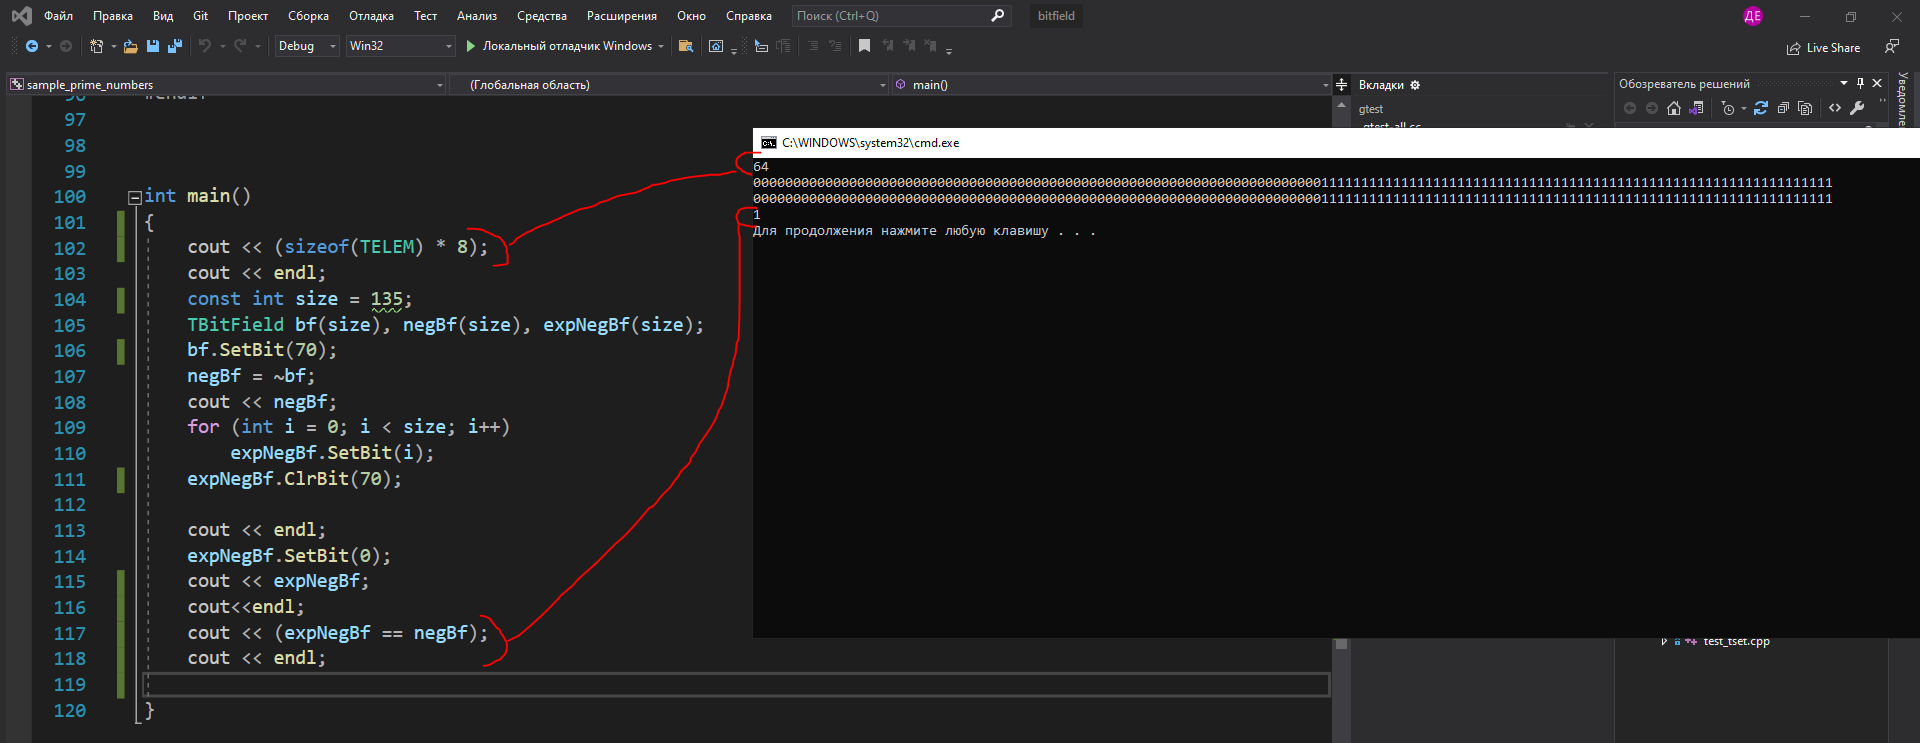 Файл Правка Вид Git Проект Сборка Отладка Тест Анализ Средства Расширения Окно Справка Поиск (Ctrl+Q) bitfield ДЕ
Debug Win32 Локальный отладчик Windows Live Share
sample_prime_numbers (Глобальная область) main() Вкладки Обозреватель решений
gtest
97
98
99
100 int main()
101 {
102 cout << (sizeof(TELEM) * 8);
103 cout << endl;
104 const int size = 135;
105 TBitField bf(size), negBf(size), expNegBf(size);
106 bf.SetBit(70);
107 negBf = ~bf;
108 cout << negBf;
109 for (int i = 0; i < size; i++)
110 expNegBf.SetBit(i);
111 expNegBf.ClrBit(70);
112
113 cout << endl;
114 expNegBf.SetBit(0);
115 cout << expNegBf;
116 cout<<endl;
117 cout << (expNegBf == negBf);
118 cout << endl;
119
120 }
C:\WINDOWS\system32\cmd.exe
64
000000000000000000000000000000000000000000000000000000000000000000000001111111111111111111111111111111111111111111111111111111111111111
000000000000000000000000000000000000000000000000000000000000000000000001111111111111111111111111111111111111111111111111111111111111111
1
Для продолжения нажмите любую клавишу . . .
test_tset.cpp